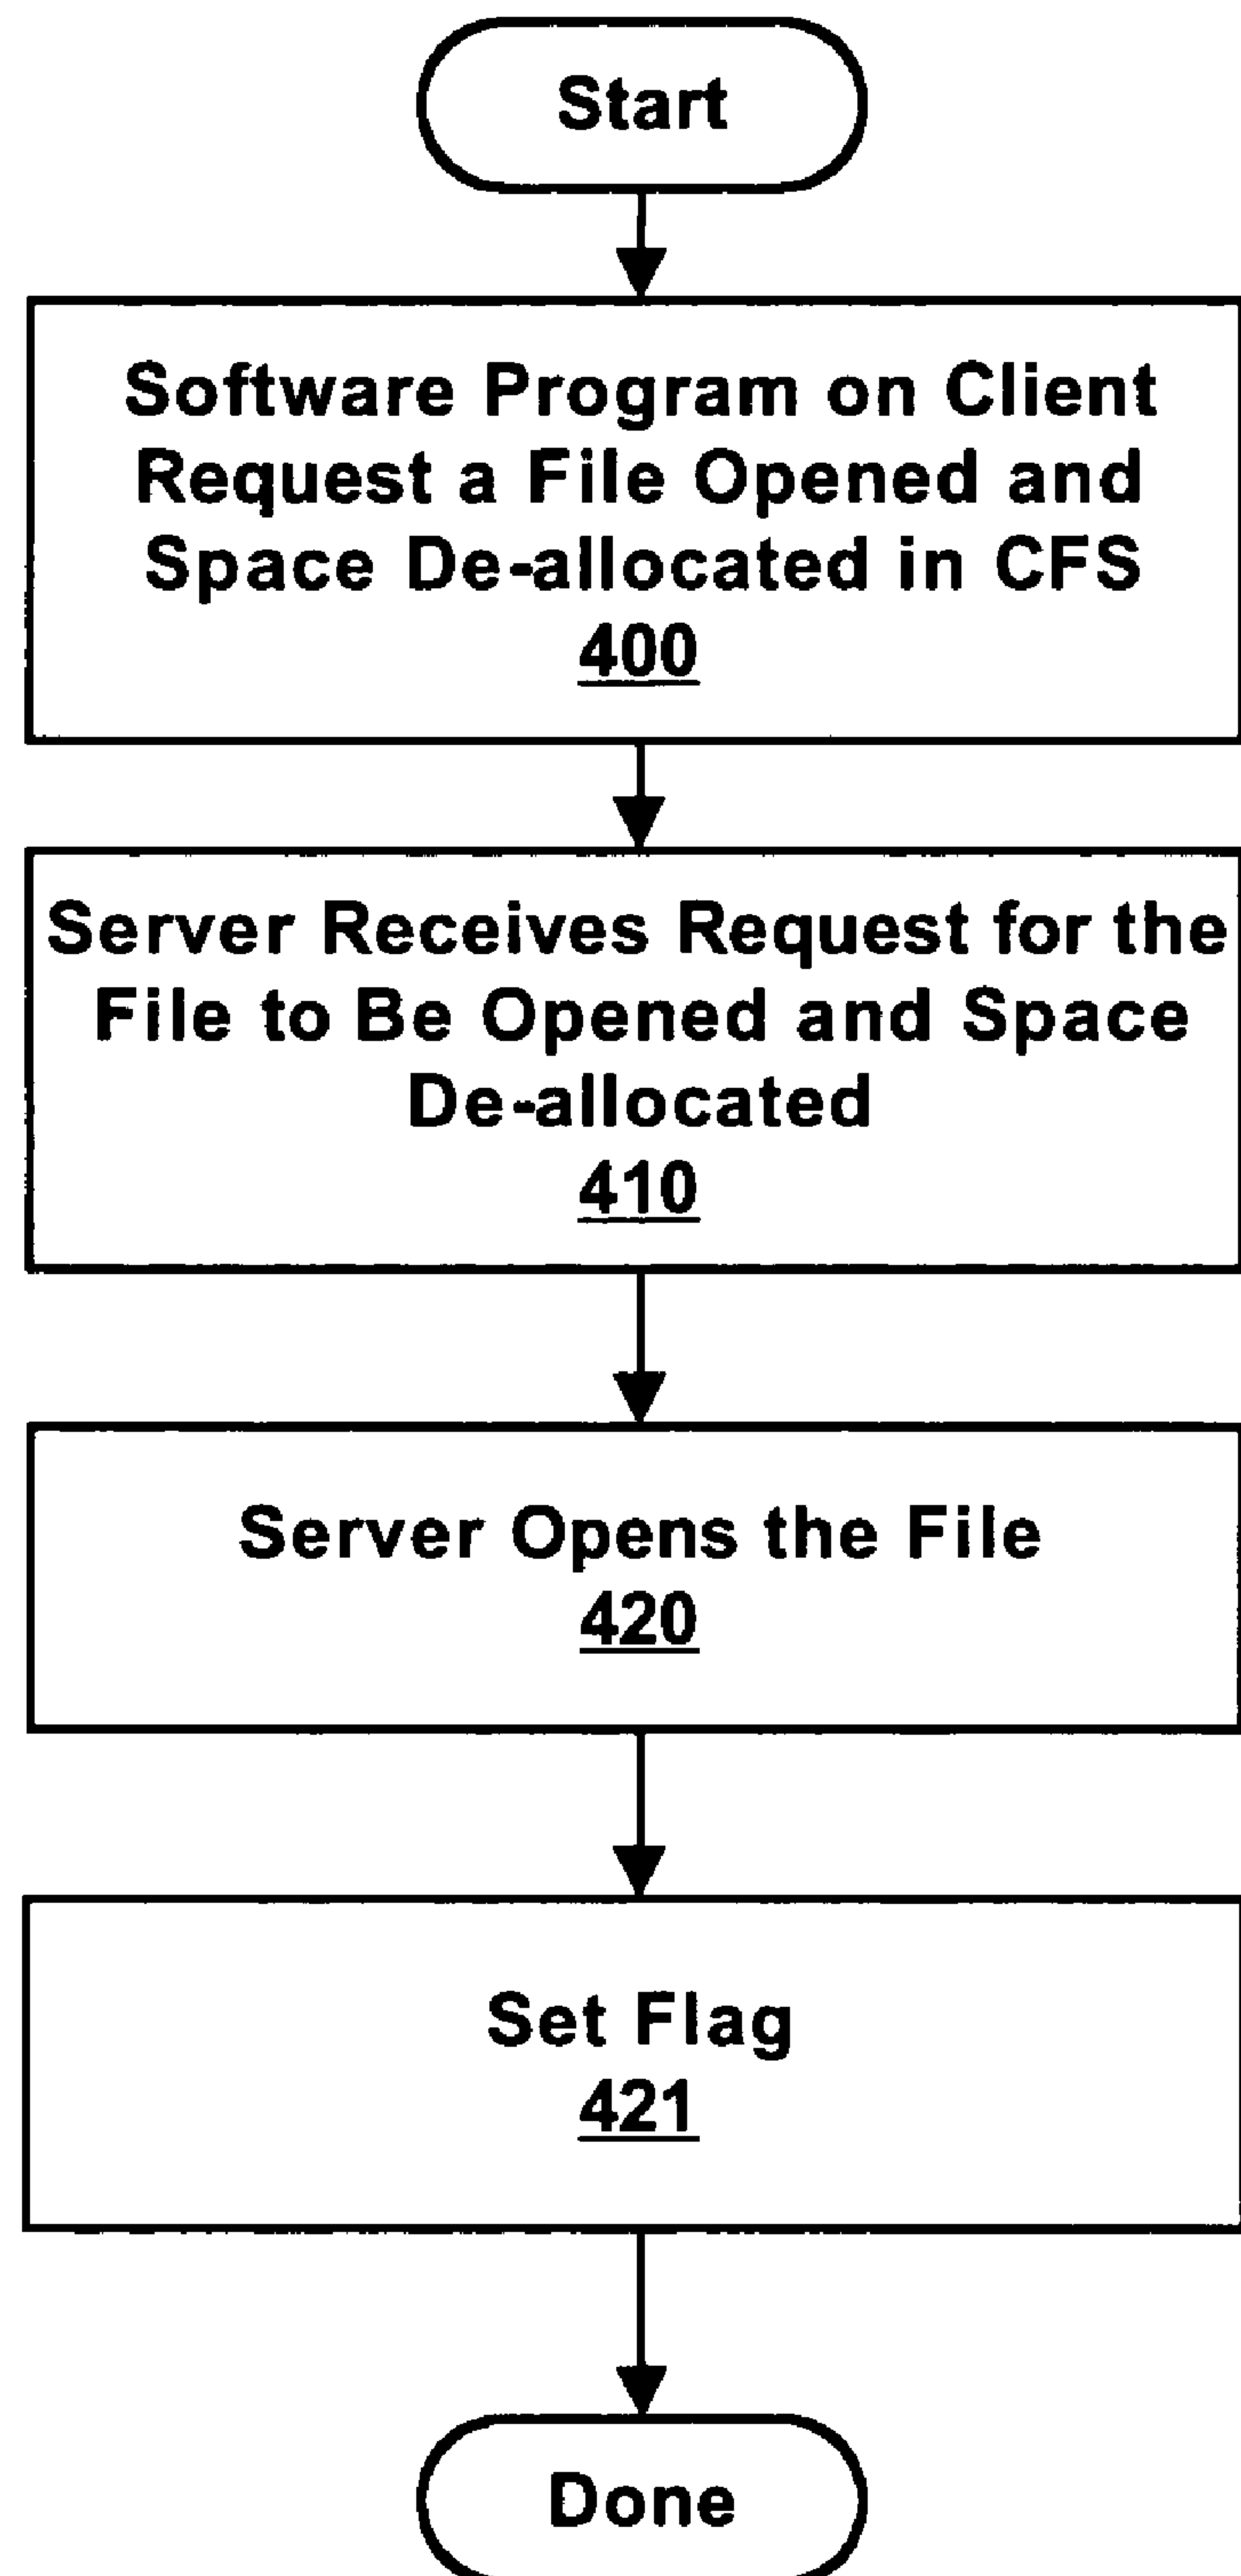 Start
Software Program on Client
Request a File Opened and
Space De-allocated in CFS
400
Server Receives Request for the
File to Be Opened and Space
De-allocated
410
Server Opens the File
420
Set Flag
421
Done